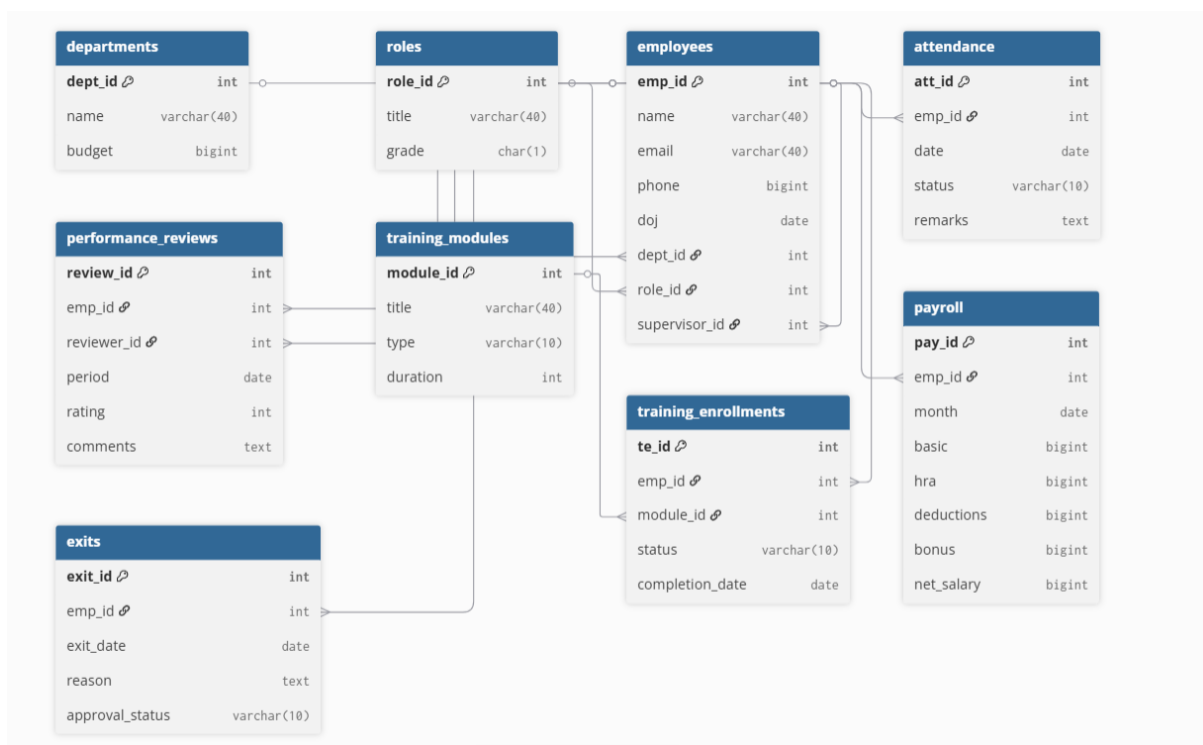 departments
dept_id int
name varchar(40)
budget bigint
roles
role_id int
title varchar(40)
grade char(1)
employees
emp_id int
name varchar(40)
email varchar(40)
phone bigint
doj date
dept_id int
role_id int
supervisor_id int
attendance
att_id int
emp_id int
date date
status varchar(10)
remarks text
performance_reviews
review_id int
emp_id int
reviewer_id int
period date
rating int
comments text
training_modules
module_id int
title varchar(40)
type varchar(10)
duration int
payroll
pay_id int
emp_id int
month date
basic bigint
hra bigint
deductions bigint
bonus bigint
net_salary bigint
training_enrollments
te_id int
emp_id int
module_id int
status varchar(10)
completion_date date
exits
exit_id int
emp_id int
exit_date date
reason text
approval_status varchar(10)